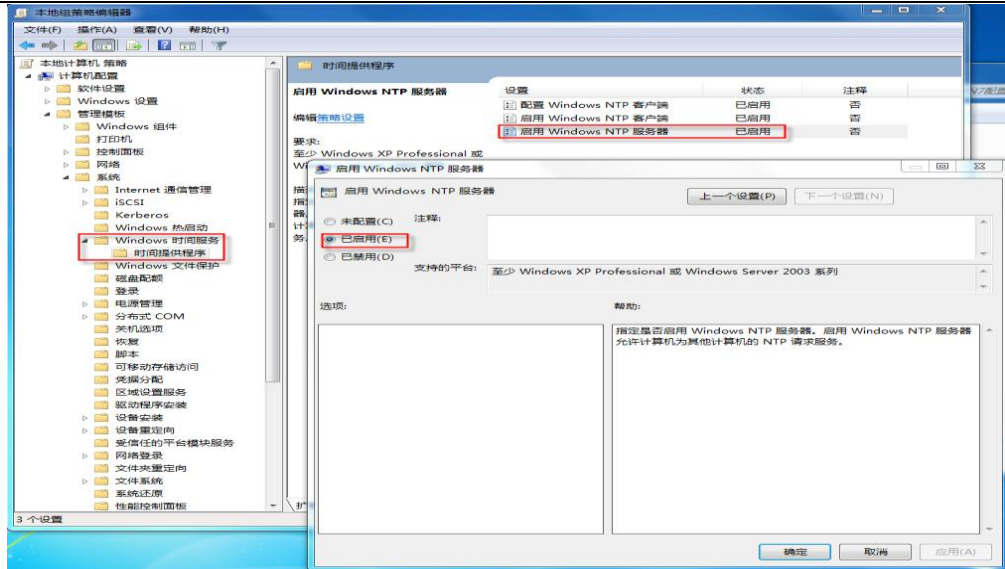 本地组策略编辑器
文件(F) 操作(A) 查看(V) 帮助(H)
本地计算机 策略
计算机配置
软件设置
Windows 设置
管理模板
Windows 组件
打印机
控制面板
网络
系统
Internet 通信管理
iSCSI
Kerberos
Windows 热启动
Windows 时间服务
时间提供程序
Windows 文件保护
磁盘配额
登录
电源管理
分布式 COM
关机选项
恢复
脚本
可移动存储访问
凭据分配
区域设置服务
驱动程序安装
设备安装
设备重定向
受信任的平台模块服务
网络登录
文件夹重定向
文件系统
系统还原
性能控制面板
3 个设置
时间提供程序
启用 Windows NTP 服务器
编辑策略设置
要求:
至少 Windows XP Professional 或
设置 状态 注释
配置 Windows NTP 客户端 已启用 否
启用 Windows NTP 客户端 已启用 否
启用 Windows NTP 服务器 已启用 否
启用 Windows NTP 服务器
启用 Windows NTP 服务器
上一个设置(P) 下一个设置(N)
未配置(C) 注释:
已启用(E)
已禁用(D)
支持的平台: 至少 Windows XP Professional 或 Windows Server 2003 系列
选项: 帮助:
指定是否启用 Windows NTP 服务器。启用 Windows NTP 服务器
允许计算机为其他计算机的 NTP 请求服务。
确定 取消 应用(A)